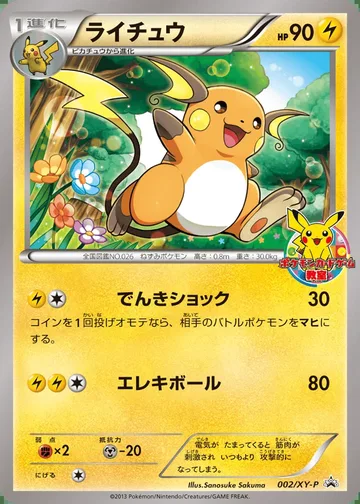 1進化
ライチュウ
HP90
ピカチュウから進化
全国図鑑NO.026 ねずみポケモン 高さ：0.8m 重さ：30.0kg
ポケモンカードゲーム
教室
でんきショック 30
コインを1回投げオモテなら、相手のバトルポケモンをマヒに
する。
エレキボール 80
弱点 ×2
抵抗力 -20
にげる
電気が たまってくると 筋肉が
刺激され いつもより 攻撃的に
なってしまう。
Illus.Sanosuke Sakuma
002/XY-P
©2013 Pokémon/Nintendo/Creatures/GAME FREAK.